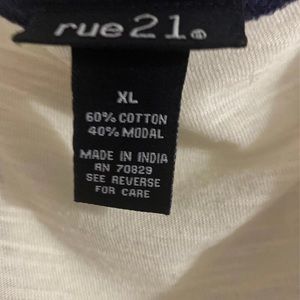 rue21®
XL
60% COTTON
40% MODAL
MADE IN INDIA
RN 70829
SEE REVERSE
FOR CARE